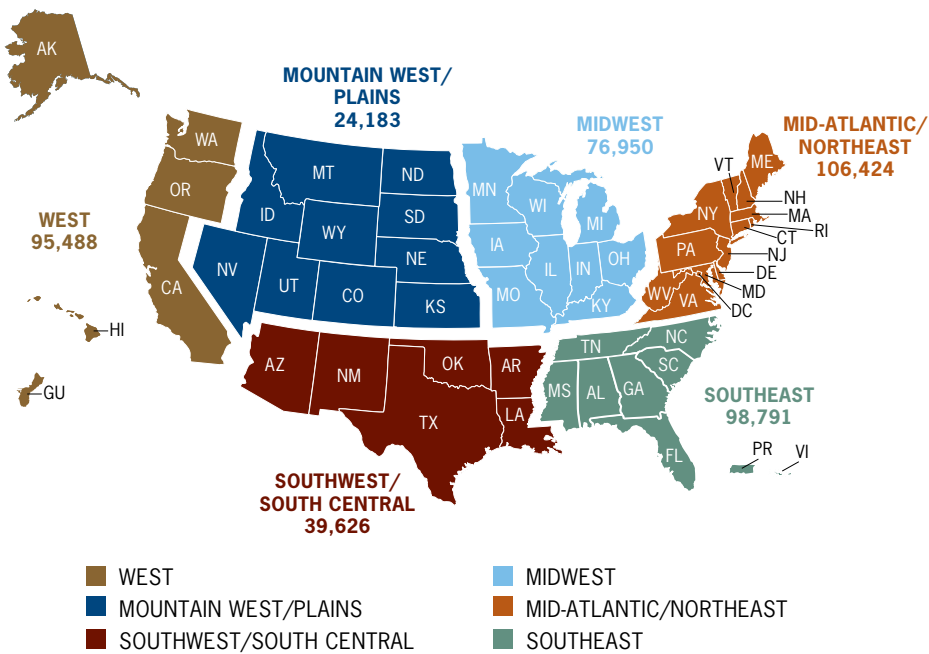 AK
MOUNTAIN WEST/
PLAINS
24,183
MIDWEST
76,950
MID-ATLANTIC/
NORTHEAST
106,424
WEST
95,488
WA
OR
CA
HI
GU
MT
ND
ID
SD
WY
NE
NV
UT
CO
KS
MN
WI
MI
IA
IL
IN
OH
MO
KY
ME
VT
NH
MA
RI
CT
NY
NJ
PA
DE
MD
DC
WV
VA
AZ
NM
OK
AR
TX
LA
TN
NC
SC
MS
AL
GA
FL
PR
VI
SOUTHEAST
98,791
SOUTHWEST/
SOUTH CENTRAL
39,626
WEST
MOUNTAIN WEST/PLAINS
SOUTHWEST/SOUTH CENTRAL
MIDWEST
MID-ATLANTIC/NORTHEAST
SOUTHEAST